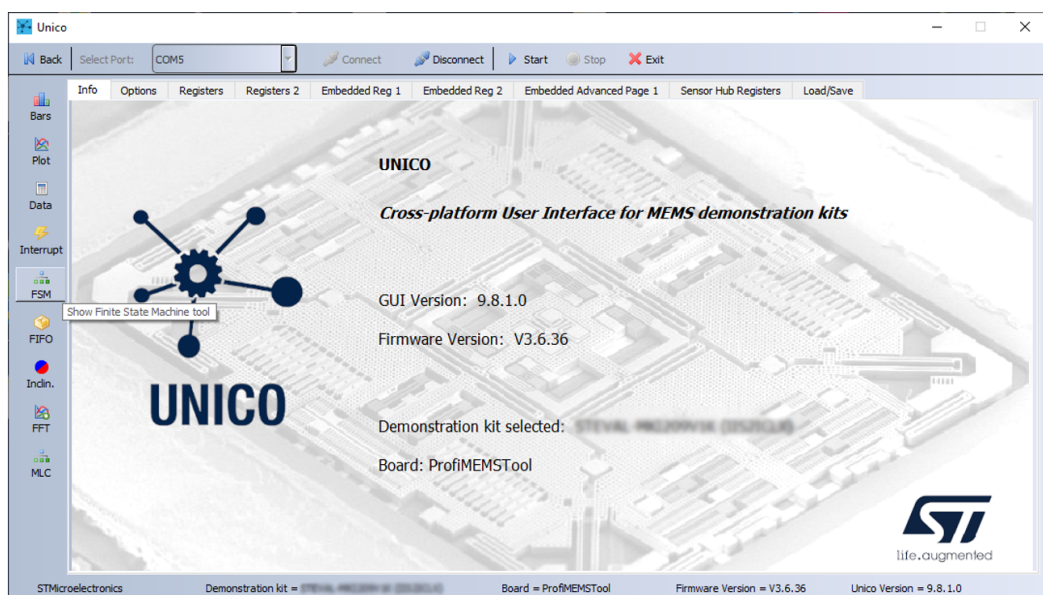 Unico
Back Select Port: COM5 Connect Disconnect Start Stop Exit
Info Options Registers Registers 2 Embedded Reg 1 Embedded Reg 2 Embedded Advanced Page 1 Sensor Hub Registers Load/Save
Bars
Plot
Data
Interrupt
FSM
Show Finite State Machine tool
FIFO
Inclin.
FFT
MLC
UNICO
UNICO
Cross-platform User Interface for MEMS demonstration kits
GUI Version: 9.8.1.0
Firmware Version: V3.6.36
Demonstration kit selected:
Board: ProfiMEMSTool
ST
life.augmented
STMicroelectronics Demonstration kit = Board = ProfiMEMSTool Firmware Version = V3.6.36 Unico Version = 9.8.1.0